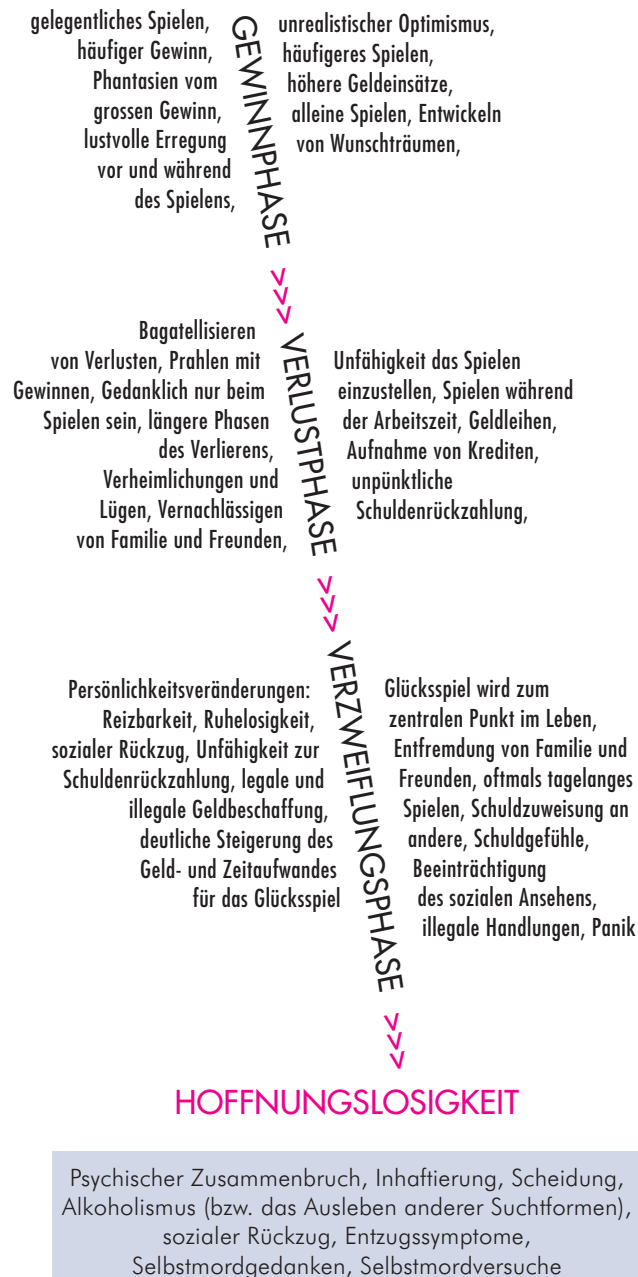 gelegentliches Spielen,
häufiger Gewinn,
Phantasien vom
grossen Gewinn,
lustvolle Erregung
vor und während
des Spielens,
GEWINNPHASE
unrealistischer Optimismus,
häufigeres Spielen,
höhere Geldeinsätze,
alleine Spielen, Entwickeln
von Wunschträumen,
>>>
Bagatellisieren
von Verlusten, Prahlen mit
Gewinnen, Gedanklich nur beim
Spielen sein, längere Phasen
des Verlierens,
Verheimlichungen und
Lügen, Vernachlässigen
von Familie und Freunden,
VERLUSTPHASE
Unfähigkeit das Spielen
einzustellen, Spielen während
der Arbeitszeit, Geldleihen,
Aufnahme von Krediten,
unpünktliche
Schuldenrückzahlung,
>>>
Persönlichkeitsveränderungen:
Reizbarkeit, Ruhelosigkeit,
sozialer Rückzug, Unfähigkeit zur
Schuldenrückzahlung, legale und
illegale Geldbeschaffung,
deutliche Steigerung des
Geld- und Zeitaufwandes
für das Glücksspiel
VERZWEIFLUNGSPHASE
Glücksspiel wird zum
zentralen Punkt im Leben,
Entfremdung von Familie und
Freunden, oftmals tagelanges
Spielen, Schuldzuweisung an
andere, Schuldgefühle,
Beeinträchtigung
des sozialen Ansehens,
illegale Handlungen, Panik
>>>
HOFFNUNGSLOSIGKEIT
Psychischer Zusammenbruch, Inhaftierung, Scheidung,
Alkoholismus (bzw. das Ausleben anderer Suchtformen),
sozialer Rückzug, Entzugssymptome,
Selbstmordgedanken, Selbstmordversuche